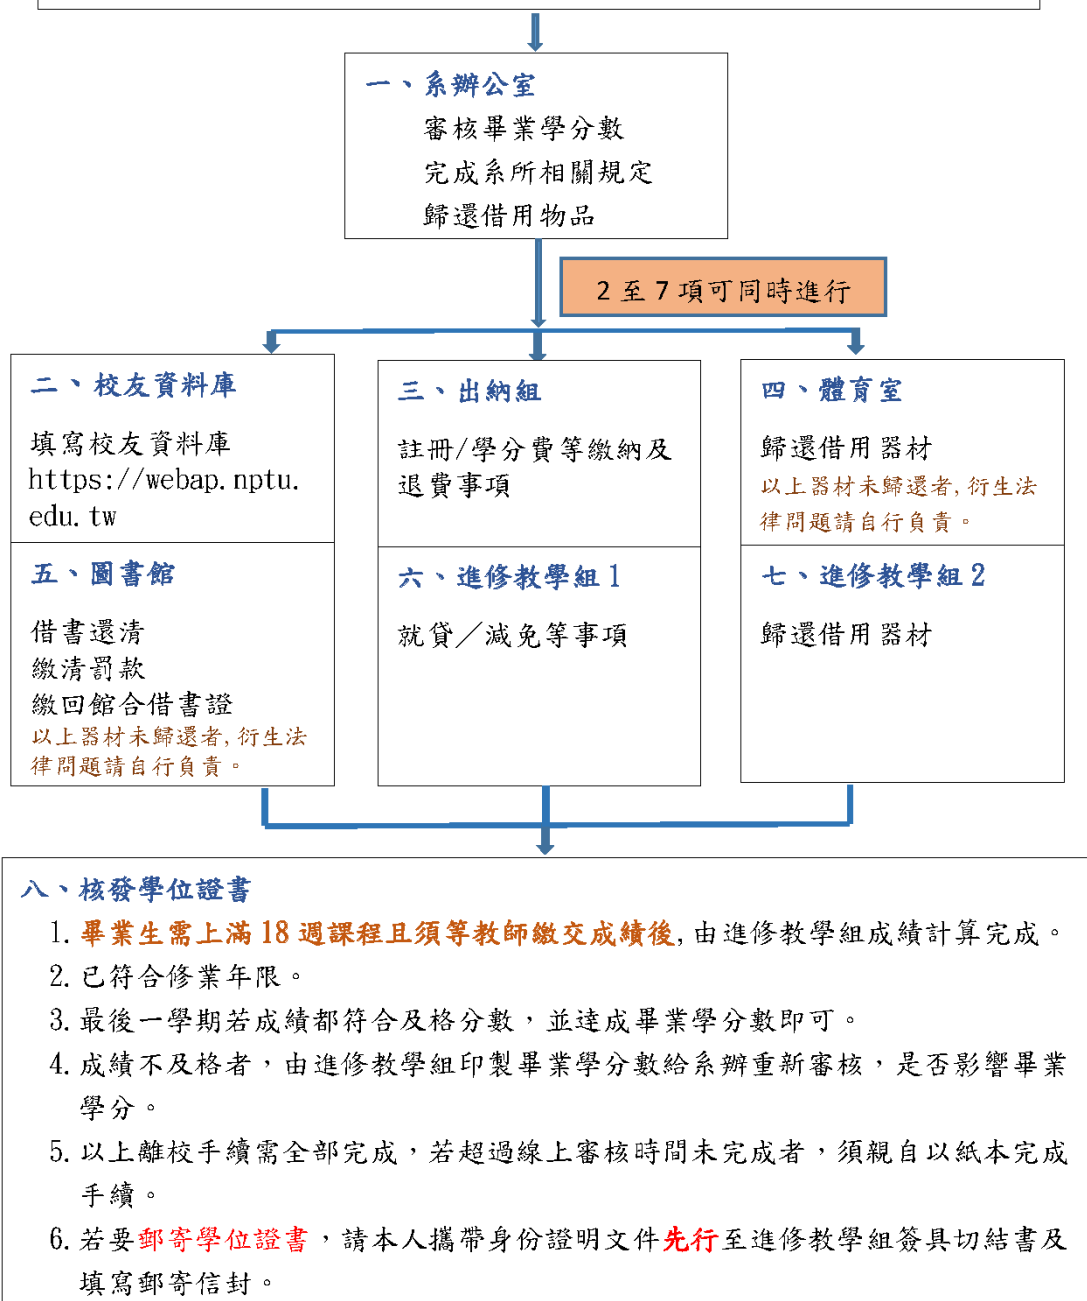 一、系辦公室
審核畢業學分數
完成系所相關規定
歸還借用物品
2 至 7 項可同時進行
二、校友資料庫
填寫校友資料庫
https://webap.nptu.
edu.tw
三、出納組
註冊/學分費等繳納及
退費事項
四、體育室
歸還借用器材
以上器材未歸還者,衍生法
律問題請自行負責。
五、圖書館
借書還清
繳清罰款
繳回館合借書證
以上器材未歸還者,衍生法
律問題請自行負責。
六、進修教學組1
就貸／減免等事項
七、進修教學組2
歸還借用器材
八、核發學位證書
1. 畢業生需上滿18週課程且須等教師繳交成績後,由進修教學組成績計算完成。
2. 已符合修業年限。
3. 最後一學期若成績都符合及格分數，並達成畢業學分數即可。
4. 成績不及格者，由進修教學組印製畢業學分數給系辦重新審核，是否影響畢業
學分。
5. 以上離校手續需全部完成，若超過線上審核時間未完成者，須親自以紙本完成
手續。
6. 若要郵寄學位證書，請本人攜帶身份證明文件先行至進修教學組簽具切結書及
填寫郵寄信封。